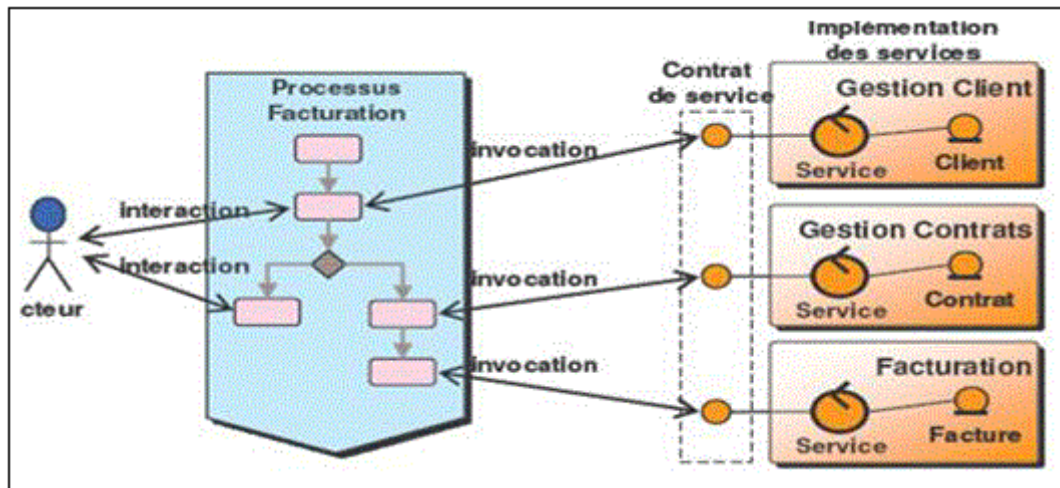 Implémentation
des services
Processus
Facturation
Contrat
de service
Gestion Client
invocation
Service
Client
interaction
interaction
cteur
invocation
Gestion Contrats
Service
Contrat
invocation
Facturation
Service
Facture